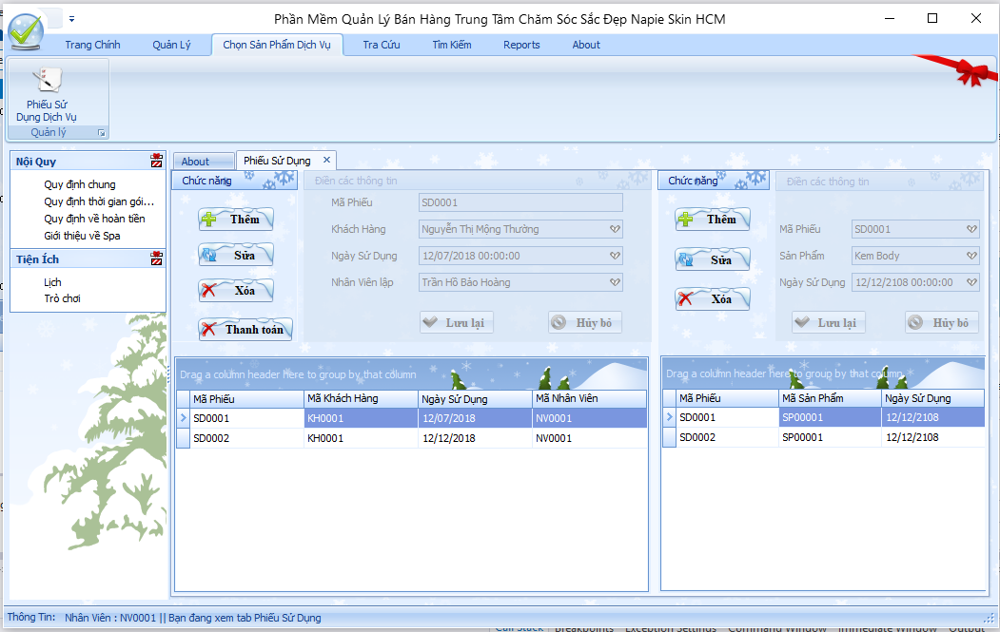 Phần Mềm Quản Lý Bán Hàng Trung Tâm Chăm Sóc Sắc Đẹp Napie Skin HCM
Trang Chính Quản Lý Chọn Sản Phẩm Dịch Vụ Tra Cứu Tìm Kiếm Reports About
Phiếu Sử
Dụng Dịch Vụ
Quản lý
Nội Quy
Quy định chung
Quy định thời gian gói...
Quy định về hoàn tiền
Giới thiệu về Spa
Tiện Ích
Lịch
Trò chơi
About Phiếu Sử Dụng
Chức năng
Thêm
Sửa
Xóa
Thanh toán
Điền các thông tin
Mã Phiếu SD0001
Khách Hàng Nguyễn Thị Mộng Thường
Ngày Sử Dụng 12/07/2018 00:00:00
Nhân Viên lập Trần Hồ Bảo Hoàng
Lưu lại Hủy bỏ
Drag a column header here to group by that column
Mã Phiếu Mã Khách Hàng Ngày Sử Dụng Mã Nhân Viên
SD0001 KH0001 12/07/2018 NV0001
SD0002 KH0001 12/12/2018 NV0001
Chức năng
Thêm
Sửa
Xóa
Điền các thông tin
Mã Phiếu SD0001
Sản Phẩm Kem Body
Ngày Sử Dụng 12/12/2108 00:00:00
Lưu lại Hủy bỏ
Drag a column header here to group by that column
Mã Phiếu Mã Sản Phẩm Ngày Sử Dụng
SD0001 SP00001 12/12/2108
SD0002 SP00001 12/12/2108
Thông Tin: Nhân Viên : NV0001 || Bạn đang xem tab Phiếu Sử Dụng
Call Stack Breakpoints Exception Settings Command Window Immediate Window Output